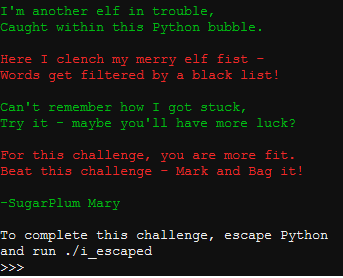 I'm another elf in trouble,
Caught within this Python bubble.
Here I clench my merry elf fist -
Words get filtered by a black list!
Can't remember how I got stuck,
Try it - maybe you'll have more luck?
For this challenge, you are more fit.
Beat this challenge - Mark and Bag it!
-SugarPlum Mary
To complete this challenge, escape Python
and run ./i_escaped
>>>